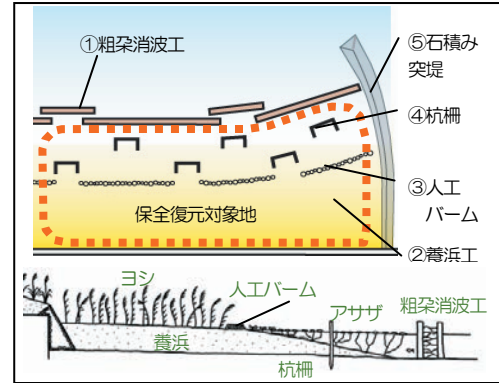 ①粗朶消波工
⑤石積み
突堤
④杭柵
③人工
バーム
保全復元対象地
②養浜工
ヨシ
人工バーム
アサザ
粗朶消波工
養浜
杭柵